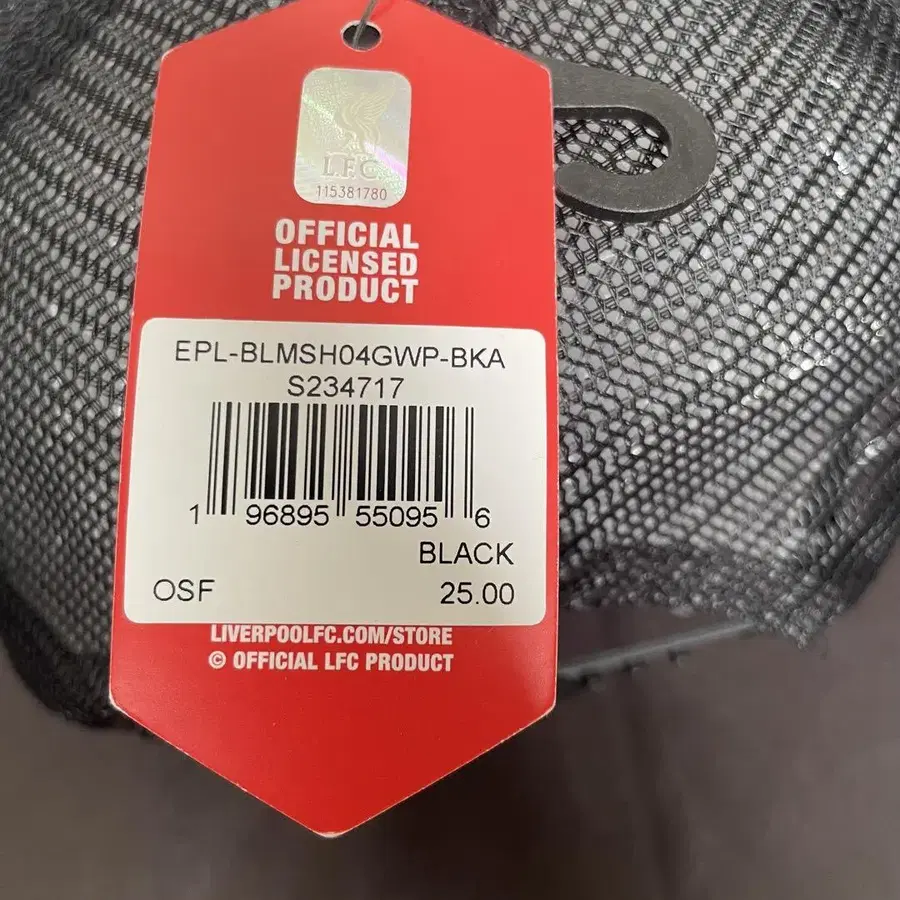 L.F.C.
115381780
OFFICIAL
LICENSED
PRODUCT
EPL-BLMSH04GWP-BKA
S234717
1 96895 55095 6
BLACK
OSF 25.00
LIVERPOOLFC.COM/STORE
© OFFICIAL LFC PRODUCT